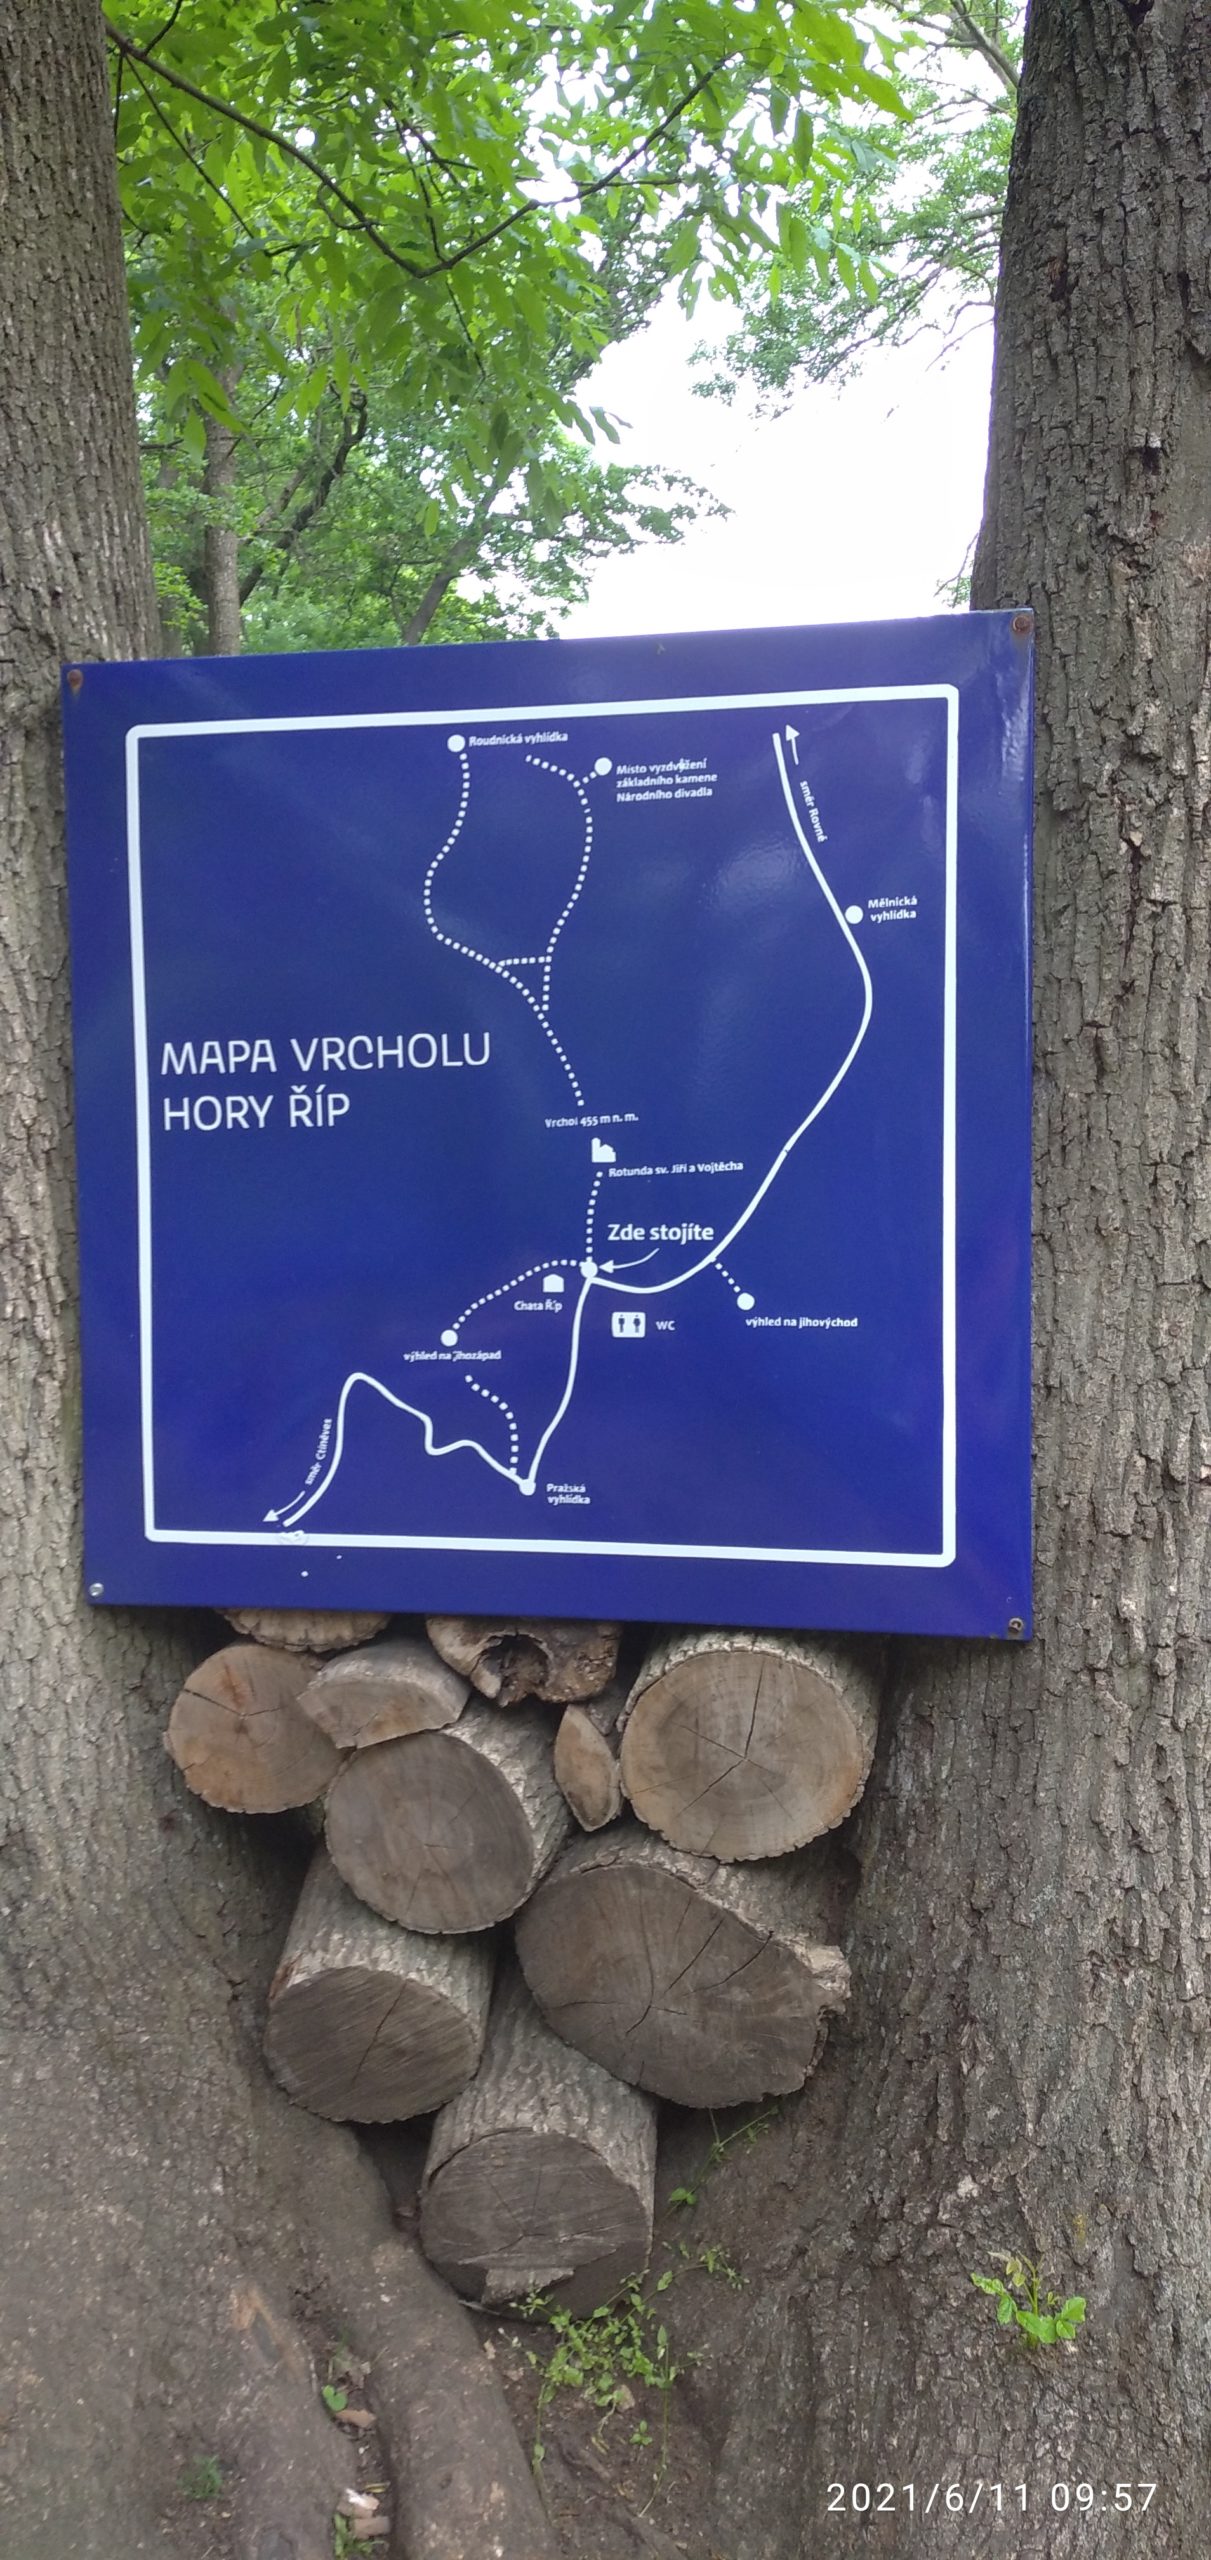 Roudnická vyhlídka
Místo vyzdvižení
základního kamene
Národního divadla
směr Rovné
Mělnická
vyhlídka
MAPA VRCHOLU
HORY ŘÍP
Vrchol 455 m n. m.
Rotunda sv. Jiří a Vojtěcha
Zde stojíte
Chata Říp
WC
výhled na jihovýchod
výhled na jihozápad
směr Ctiněves
Pražská
vyhlídka
2021/6/11 09:57